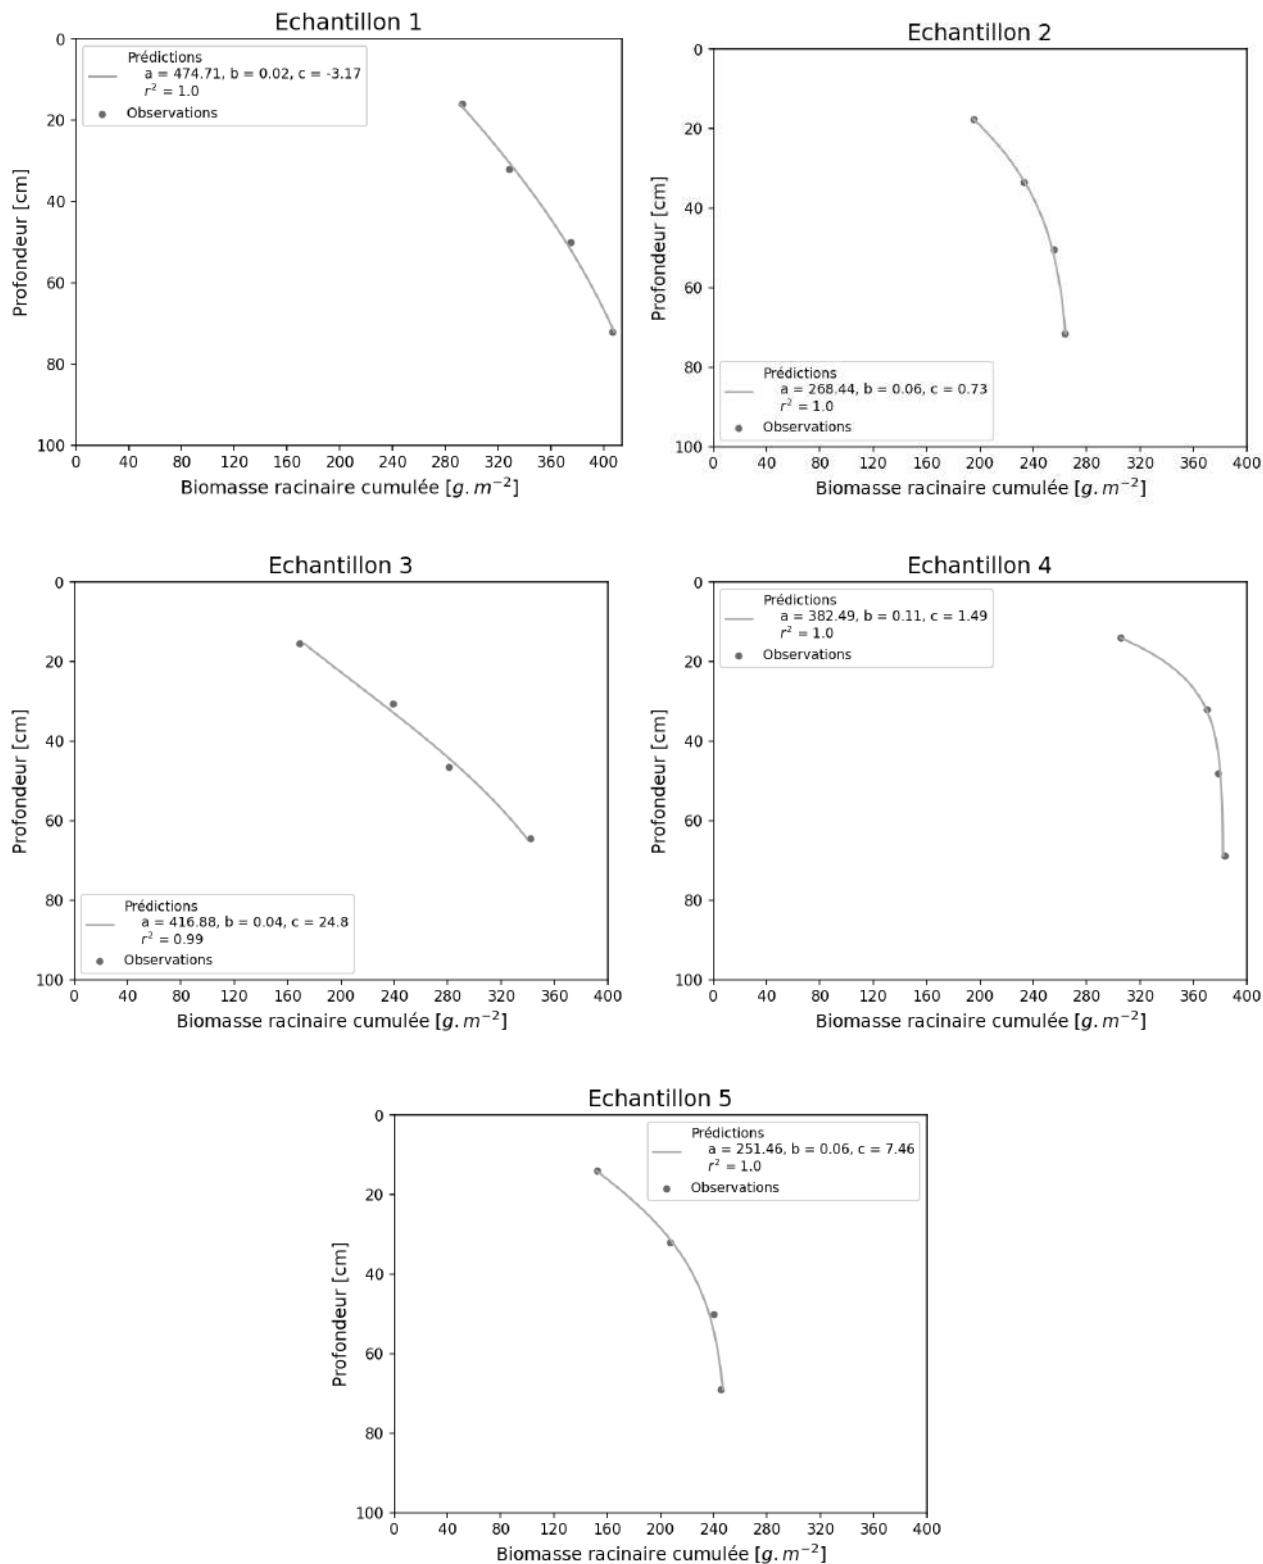 Echantillon 1
Prédictions
a = 474.71, b = 0.02, c = -3.17
r² = 1.0
Observations
Profondeur [cm]
0
20
40
60
80
100
0 40 80 120 160 200 240 280 320 360 400
Biomasse racinaire cumulée [g.m⁻²]
Echantillon 2
Prédictions
a = 268.44, b = 0.06, c = 0.73
r² = 1.0
Observations
Profondeur [cm]
0
20
40
60
80
100
0 40 80 120 160 200 240 280 320 360 400
Biomasse racinaire cumulée [g.m⁻²]
Echantillon 3
Prédictions
a = 416.88, b = 0.04, c = 24.8
r² = 0.99
Observations
Profondeur [cm]
0
20
40
60
80
100
0 40 80 120 160 200 240 280 320 360 400
Biomasse racinaire cumulée [g.m⁻²]
Echantillon 4
Prédictions
a = 382.49, b = 0.11, c = 1.49
r² = 1.0
Observations
Profondeur [cm]
0
20
40
60
80
100
0 40 80 120 160 200 240 280 320 360 400
Biomasse racinaire cumulée [g.m⁻²]
Echantillon 5
Prédictions
a = 251.46, b = 0.06, c = 7.46
r² = 1.0
Observations
Profondeur [cm]
0
20
40
60
80
100
0 40 80 120 160 200 240 280 320 360 400
Biomasse racinaire cumulée [g.m⁻²]